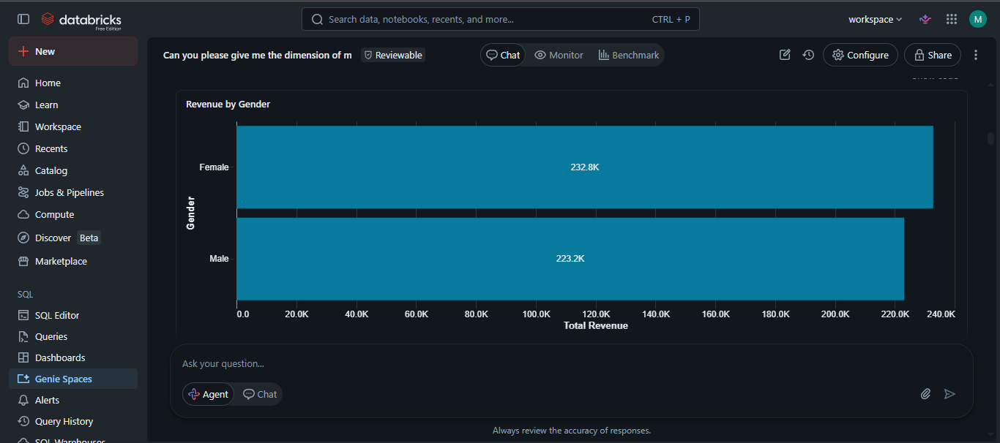 databricks
Free Edition
Search data, notebooks, recents, and more...
CTRL + P
workspace
M
New
Home
Learn
Workspace
Recents
Catalog
Jobs & Pipelines
Compute
Discover Beta
Marketplace
SQL
SQL Editor
Queries
Dashboards
Genie Spaces
Alerts
Query History
SQL Warehouses
Can you please give me the dimension of m
Reviewable
Chat
Monitor
Benchmark
Configure
Share
Revenue by Gender
Gender
Female
232.8K
Male
223.2K
0.0 20.0K 40.0K 60.0K 80.0K 100.0K 120.0K 140.0K 160.0K 180.0K 200.0K 220.0K 240.0K
Total Revenue
Ask your question...
Agent
Chat
Always review the accuracy of responses.